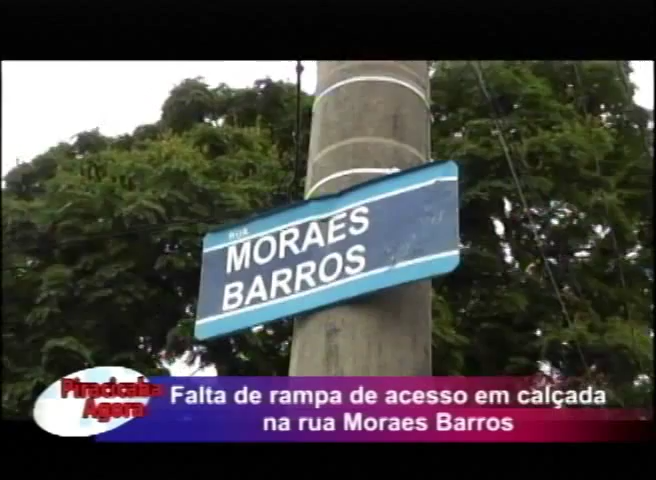 RUA
MORAES
BARROS
Piracicaba
Agora
Falta de rampa de acesso em calçada
na rua Moraes Barros